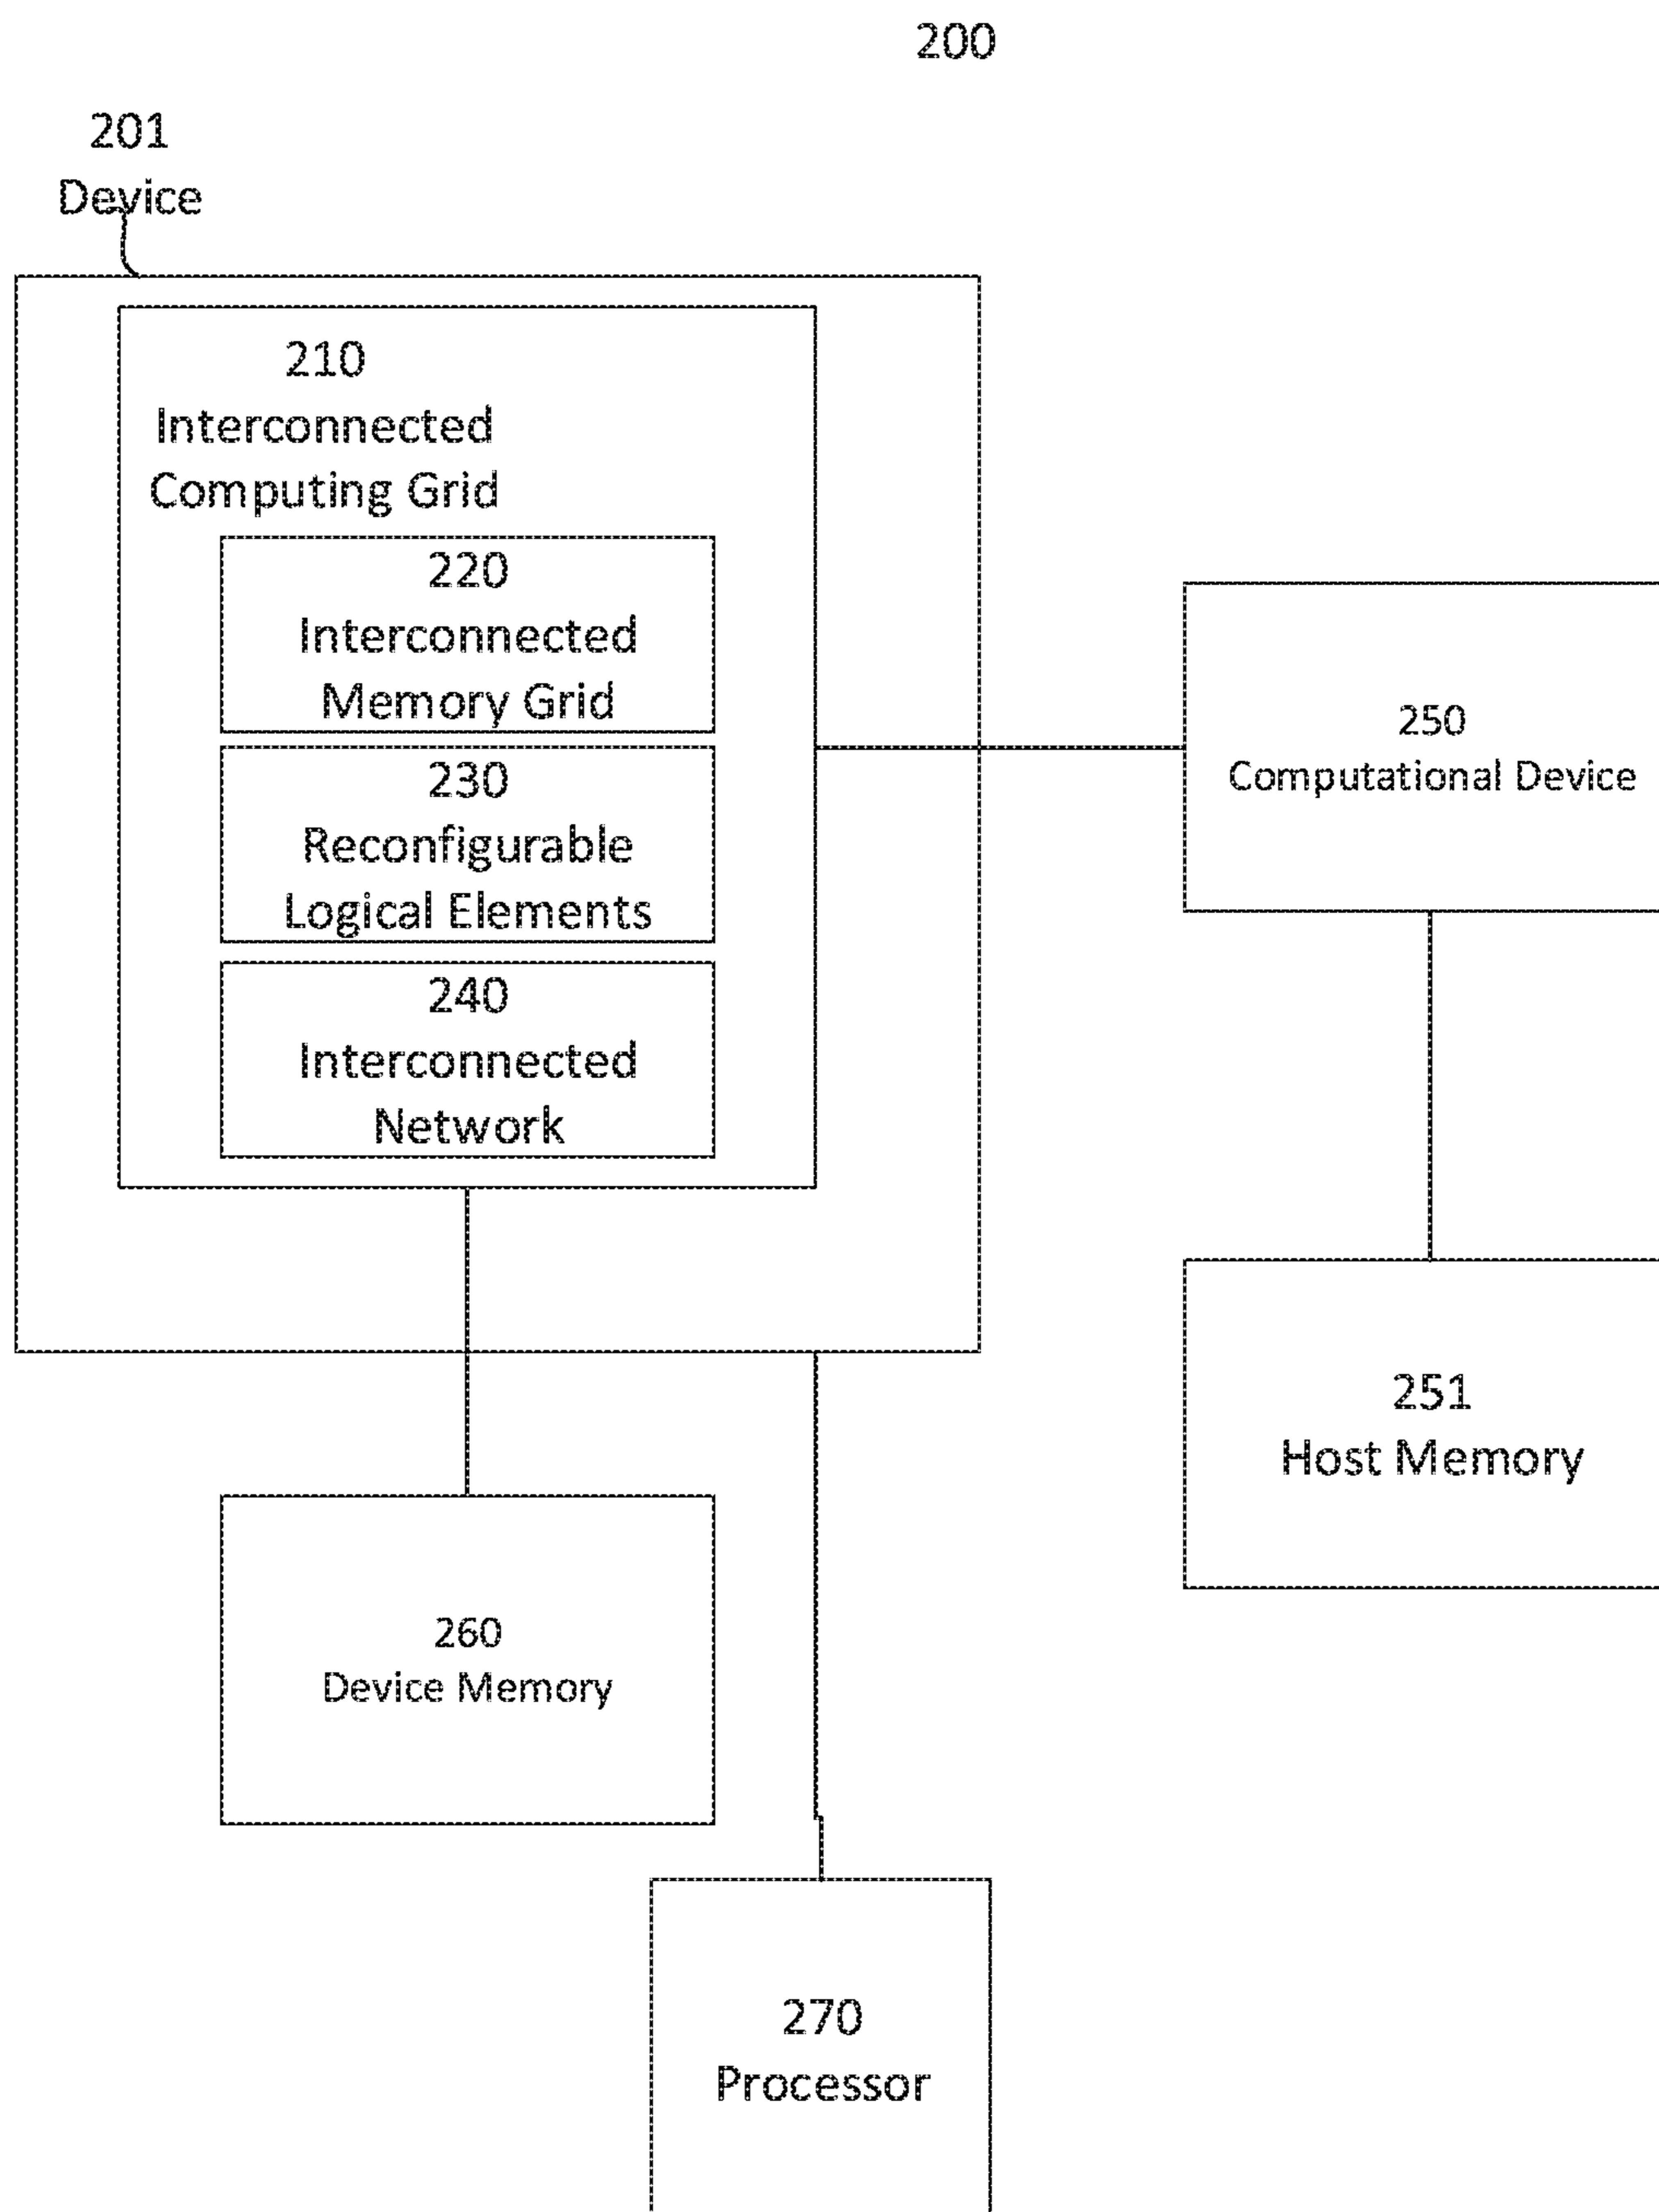 200
201
Device
210
Interconnected
Computing Grid
220
Interconnected
Memory Grid
230
Reconfigurable
Logical Elements
240
Interconnected
Network
250
Computational Device
251
Host Memory
260
Device Memory
270
Processor